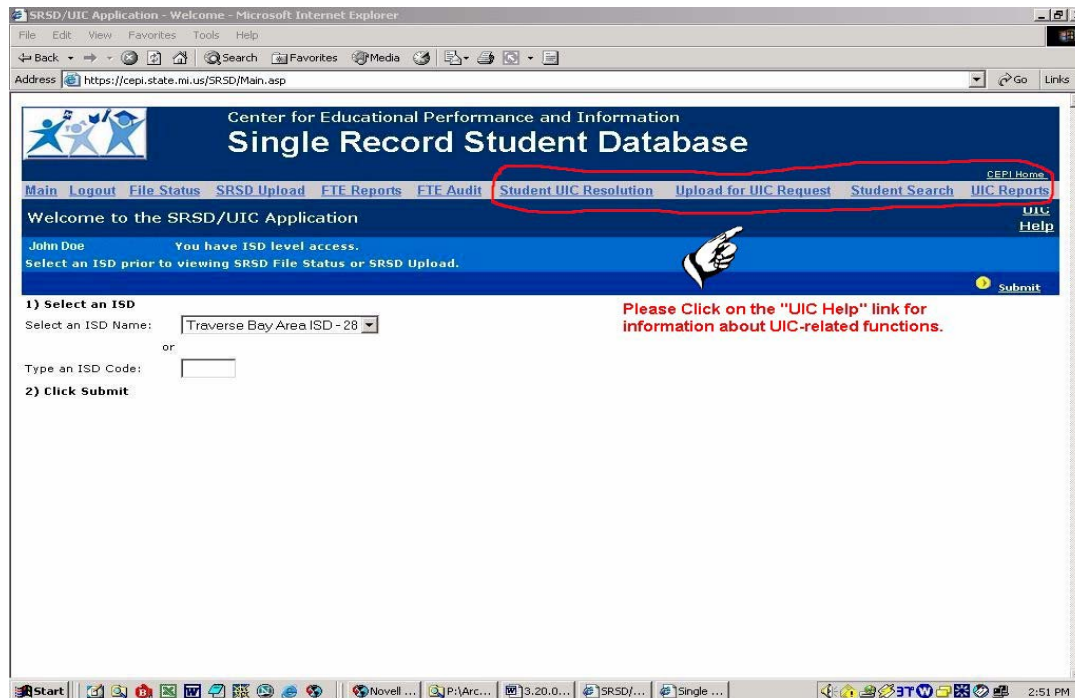 SRSD/UIC Application - Welcome - Microsoft Internet Explorer
File Edit View Favorites Tools Help
Back Search Favorites Media
Address https://cepi.state.mi.us/SRSD/Main.asp Go Links
Center for Educational Performance and Information
Single Record Student Database
CEPI Home
Main Logout File Status SRSD Upload FTE Reports FTE Audit Student UIC Resolution Upload for UIC Request Student Search UIC Reports
Welcome to the SRSD/UIC Application
UIC
Help
John Doe You have ISD level access.
Select an ISD prior to viewing SRSD File Status or SRSD Upload.
Submit
1) Select an ISD
Select an ISD Name: Traverse Bay Area ISD - 28
or
Type an ISD Code:
2) Click Submit
Please Click on the "UIC Help" link for
information about UIC-related functions.
Start Novell ... P:\Arc... 3.20.0... SRSD/... Single ... 2:51 PM